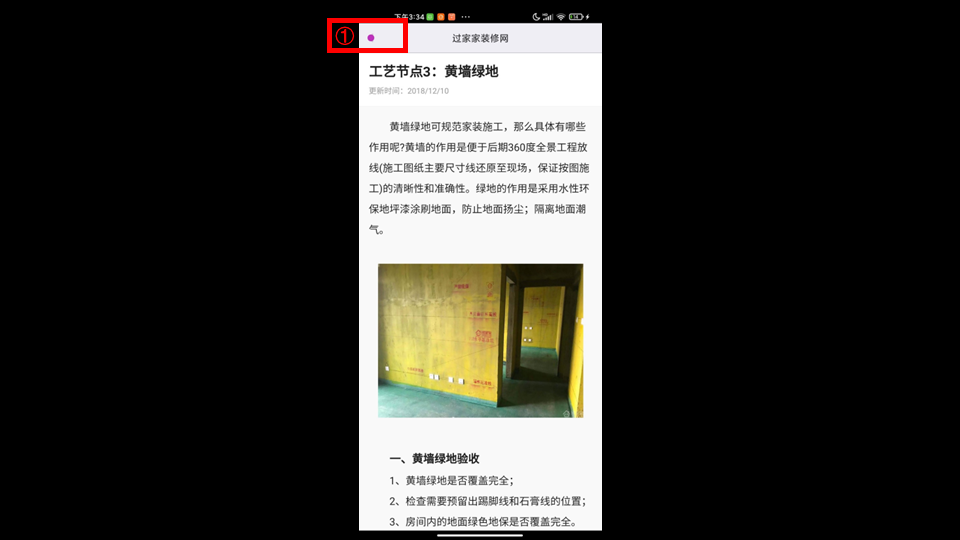 下午3:34
①
过家家装修网
工艺节点3：黄墙绿地
更新时间：2018/12/10
黄墙绿地可规范家装施工，那么具体有哪些
作用呢?黄墙的作用是便于后期360度全景工程放
线(施工图纸主要尺寸线还原至现场，保证按图施
工)的清晰性和准确性。绿地的作用是采用水性环
保地坪漆涂刷地面，防止地面扬尘；隔离地面潮
气。
一、黄墙绿地验收
1、黄墙绿地是否覆盖完全；
2、检查需要预留出踢脚线和石膏线的位置；
3、房间内的地面绿色地保是否覆盖完全。